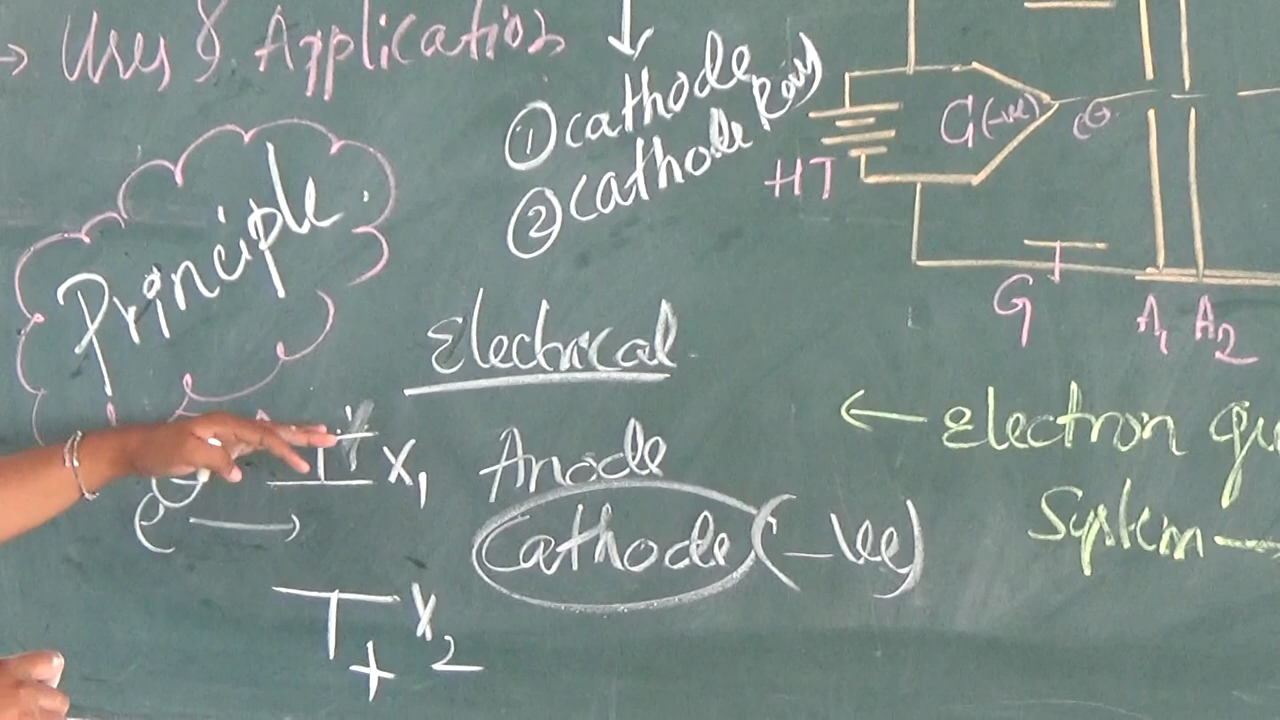 → Uses & Applications
① cathode
② cathode Ray
Principle.
HT
G(-ve)
e⊖
G
A₁ A₂
Electrical
X₁
Anode
e⁻ →
Cathode (-ve)
X₂
+
← Electron
System